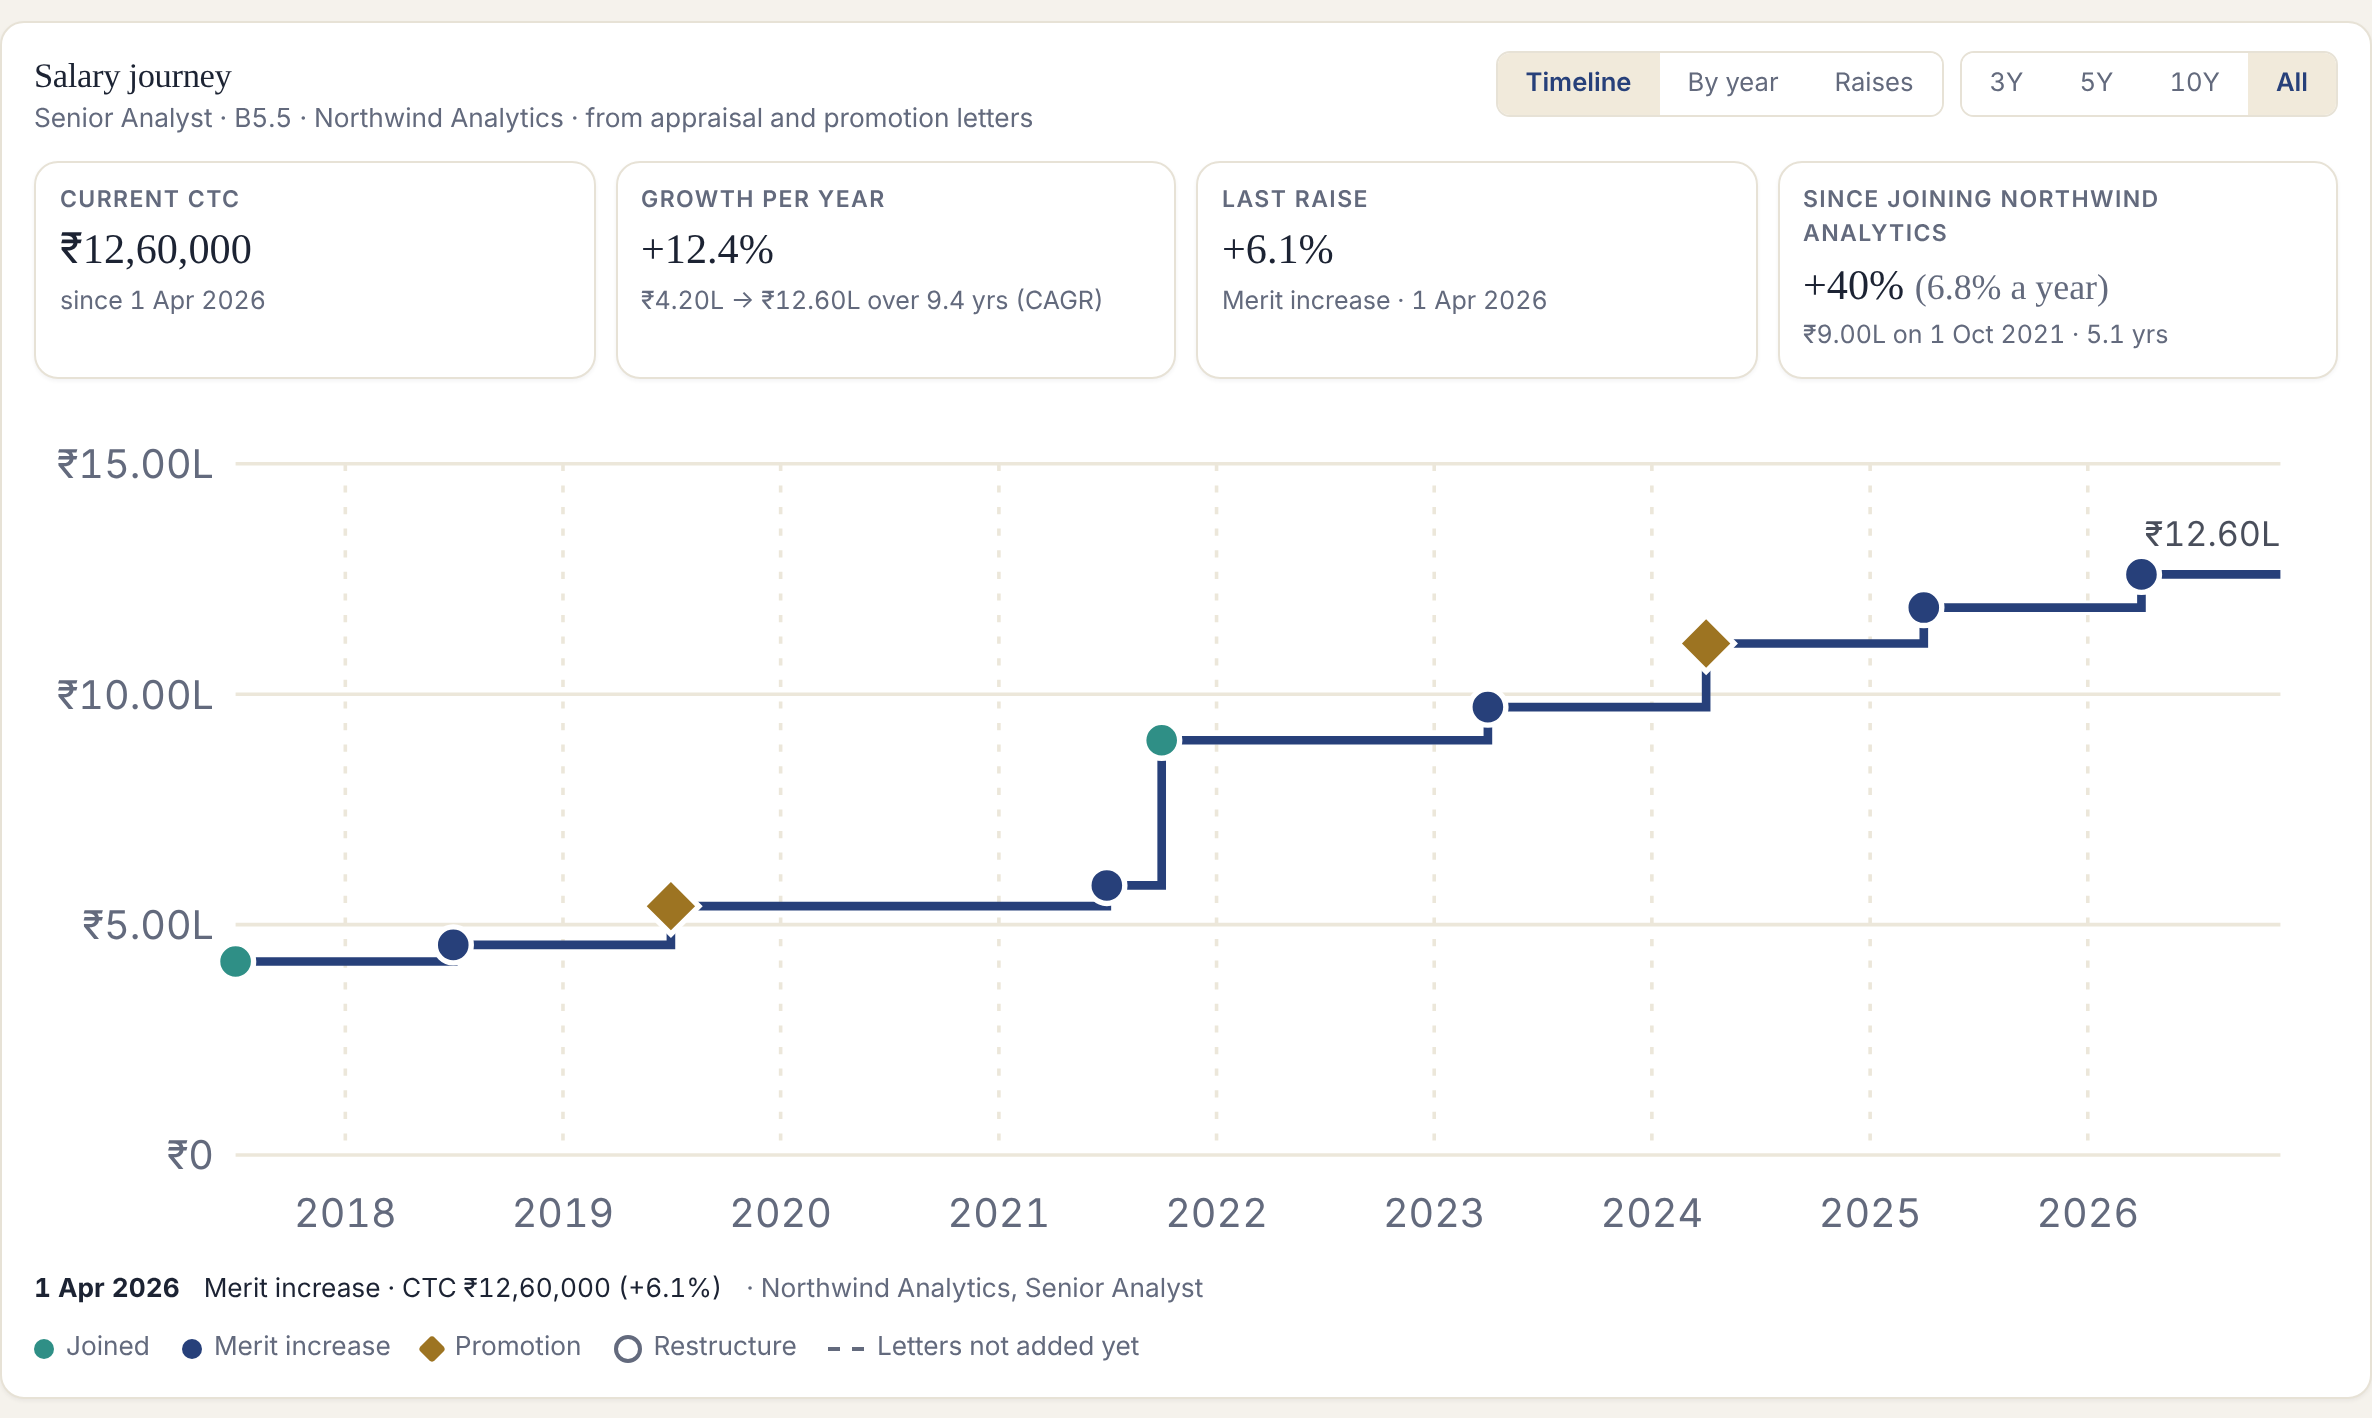 Salary journey
Senior Analyst · B5.5 · Northwind Analytics · from appraisal and promotion letters
Timeline By year Raises
3Y 5Y 10Y All
CURRENT CTC
₹12,60,000
since 1 Apr 2026
GROWTH PER YEAR
+12.4%
₹4.20L → ₹12.60L over 9.4 yrs (CAGR)
LAST RAISE
+6.1%
Merit increase · 1 Apr 2026
SINCE JOINING NORTHWIND
ANALYTICS
+40% (6.8% a year)
₹9.00L on 1 Oct 2021 · 5.1 yrs
₹15.00L
₹12.60L
₹10.00L
₹5.00L
₹0
2018 2019 2020 2021 2022 2023 2024 2025 2026
1 Apr 2026 Merit increase · CTC ₹12,60,000 (+6.1%) · Northwind Analytics, Senior Analyst
Joined Merit increase Promotion Restructure Letters not added yet